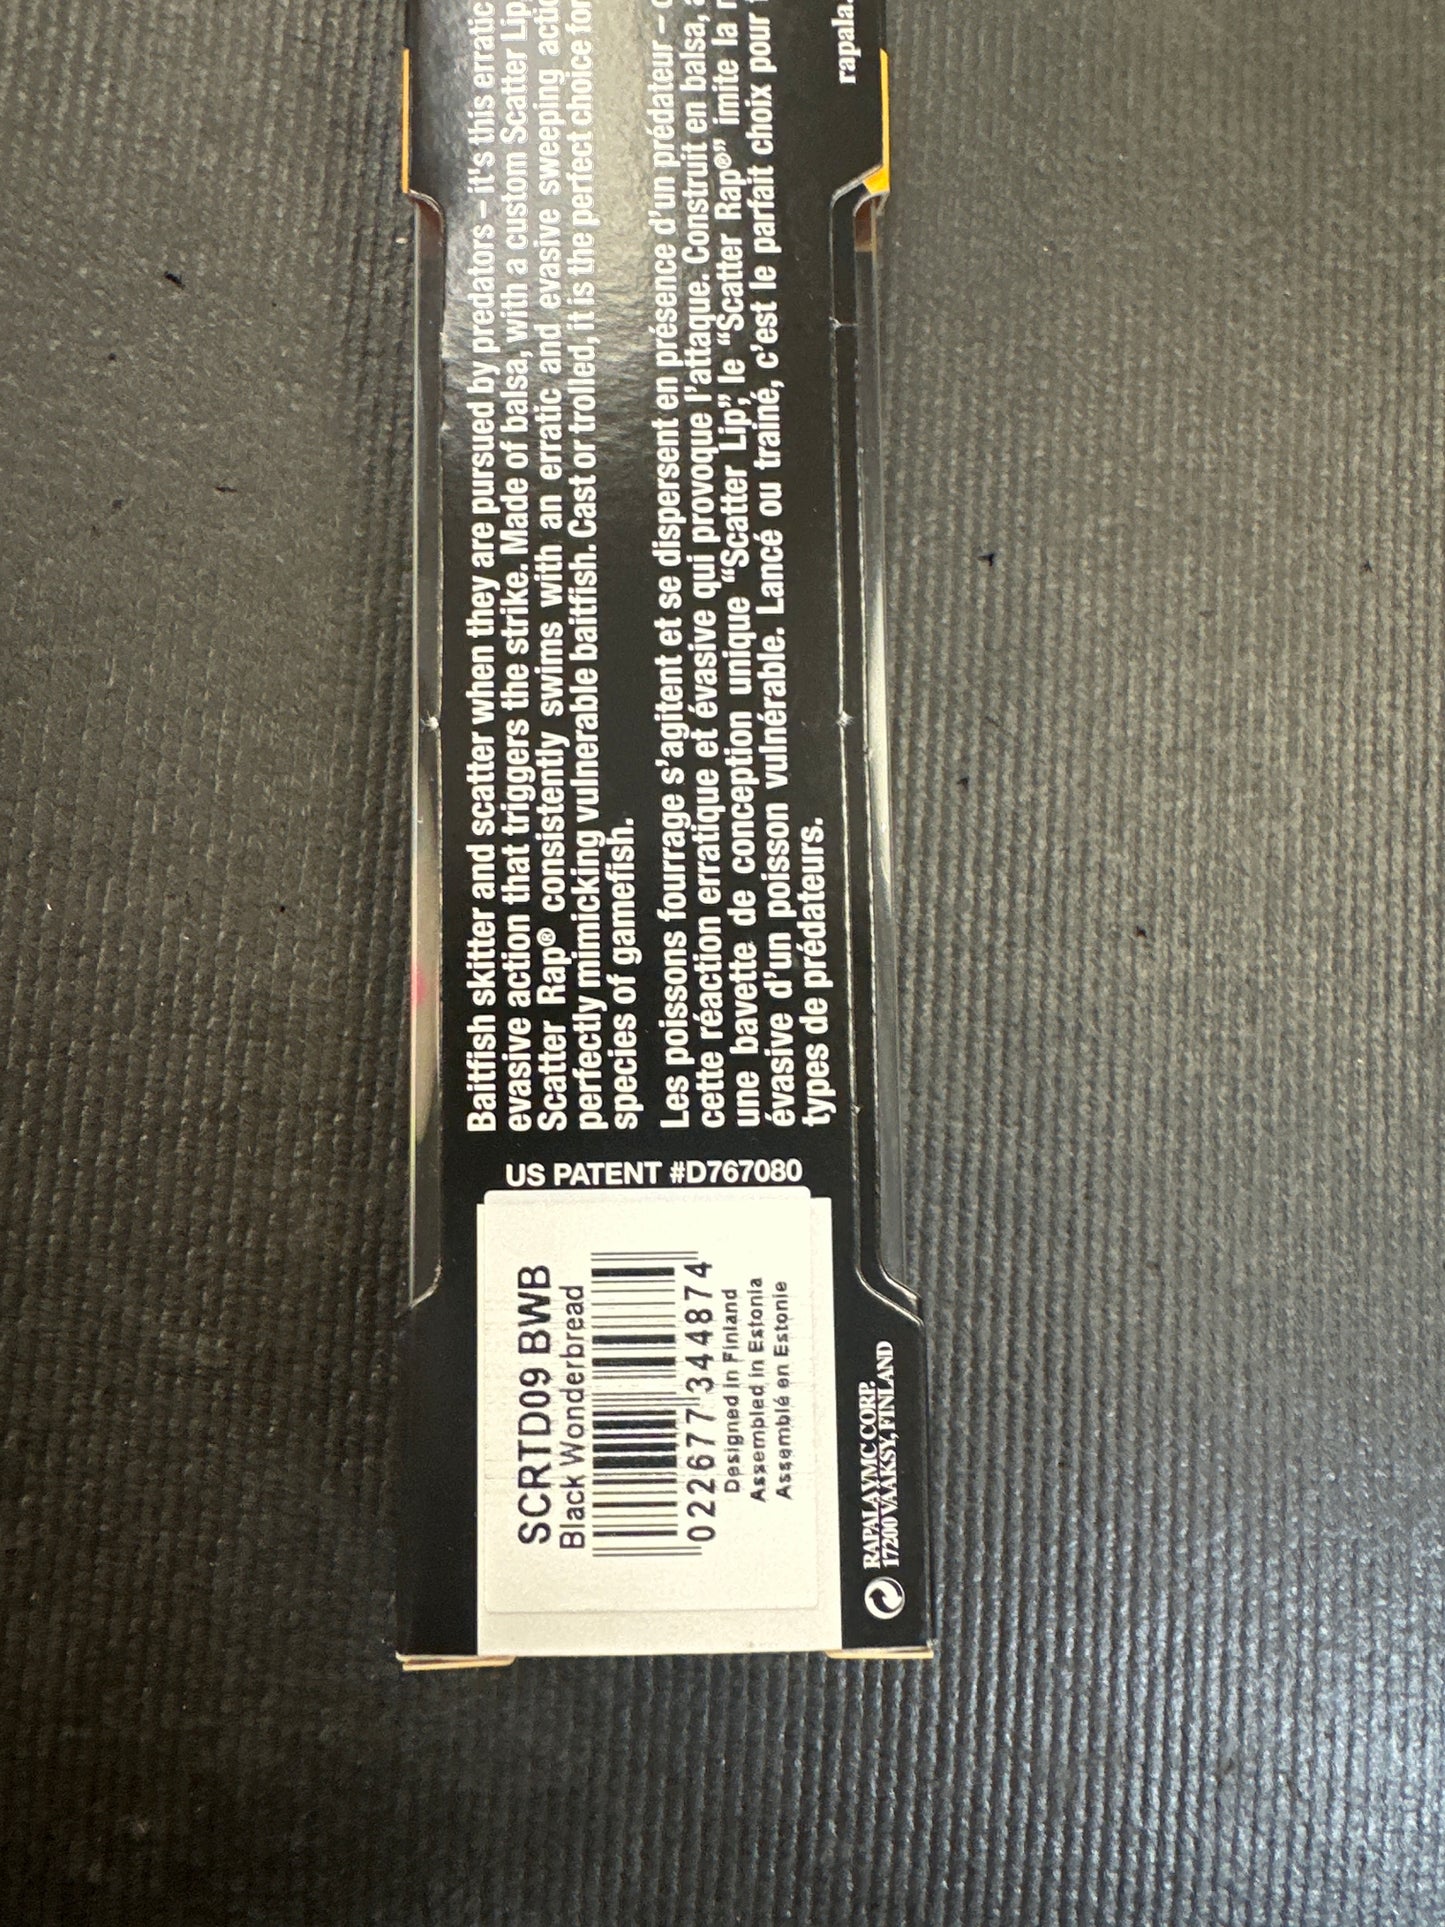 Baitfish skitter and scatter when they are pursued by predators – it's this erratic
evasive action that triggers the strike. Made of balsa, with a custom Scatter Lip,
Scatter Rap® consistently swims with an erratic and evasive sweeping
perfectly mimicking vulnerable baitfish. Cast or trolled, it is the perfect choice for
species of gamefish.
Les poissons fourrage s'agitent et se dispersent en présence d'un prédateur –
cette réaction erratique et évasive qui provoque l'attaque. Construit en balsa,
une bavette de conception unique “Scatter Lip”, le “Scatter Rap®” imite la
évasive d'un poisson vulnérable. Lancé ou traîné, c'est le parfait choix pour
types de prédateurs.
rapala.
US PATENT #D767080
SCRTD09 BWB
Black Wonderbread
022677344874
Designed in Finland
Assembled in Estonia
Assemblé en Estonie
RAPALA VMC CORP.
17200 VÄÄKSY, FINLAND